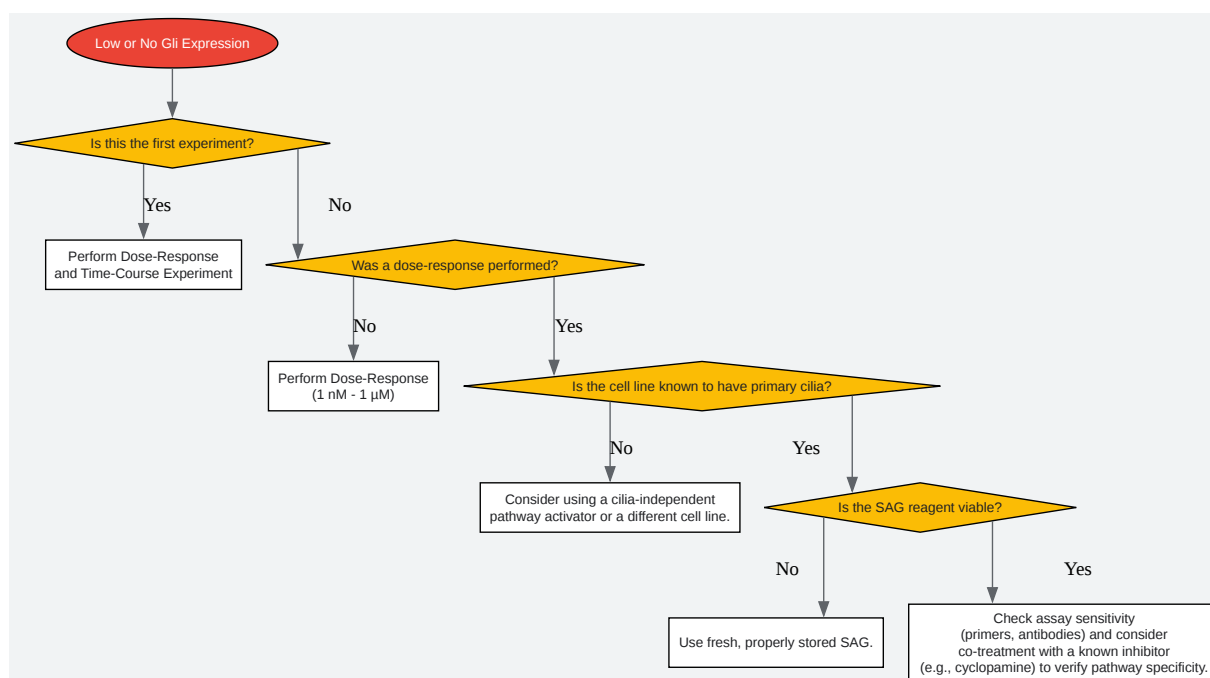 Low or No Gli Expression
Is this the first experiment?
Yes
No
Perform Dose-Response
and Time-Course Experiment
Was a dose-response performed?
No
Yes
Perform Dose-Response
(1 nM - 1 µM)
Is the cell line known to have primary cilia?
No
Yes
Consider using a cilia-independent
pathway activator or a different cell line.
Is the SAG reagent viable?
No
Yes
Use fresh, properly stored SAG.
Check assay sensitivity
(primers, antibodies) and consider
co-treatment with a known inhibitor
(e.g., cyclopamine) to verify pathway specificity.